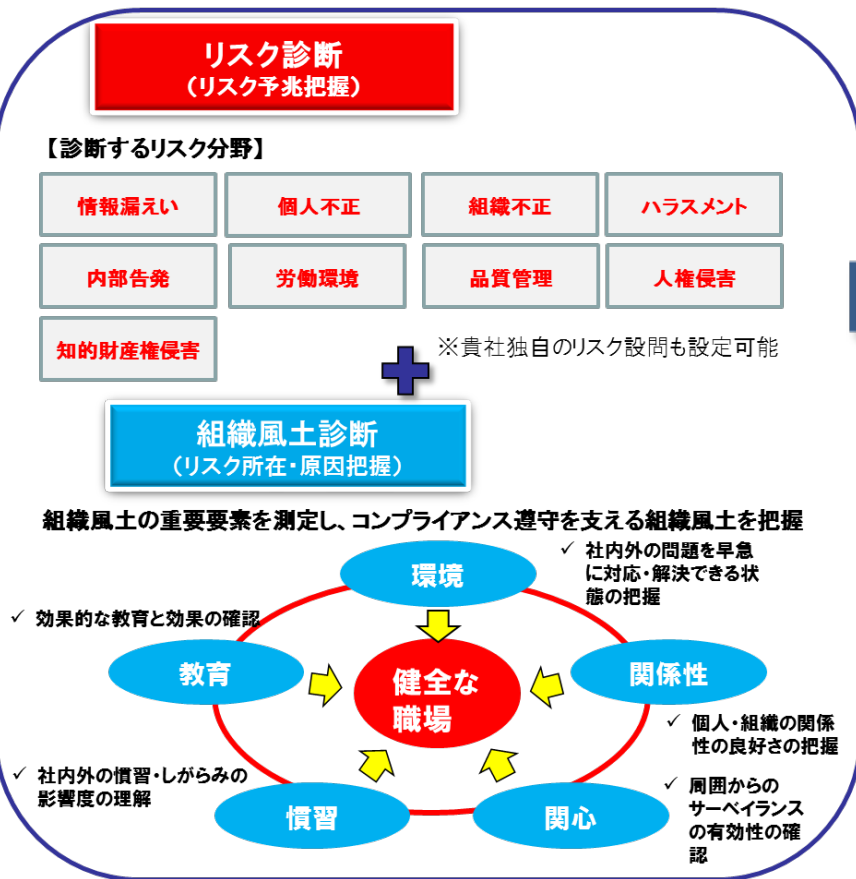 リスク診断
（リスク予兆把握）
【診断するリスク分野】
情報漏えい
個人不正
組織不正
ハラスメント
内部告発
労働環境
品質管理
人権侵害
知的財産権侵害
※貴社独自のリスク設問も設定可能
組織風土診断
（リスク所在・原因把握）
組織風土の重要要素を測定し、コンプライアンス遵守を支える組織風土を把握
環境
✓ 社内外の問題を早急
に対応・解決できる状
態の把握
✓ 効果的な教育と効果の確認
教育
健全な
職場
関係性
✓ 個人・組織の関係
性の良好さの把握
✓ 社内外の慣習・しがらみの
影響度の理解
慣習
関心
✓ 周囲からの
サーベイランス
の有効性の確
認